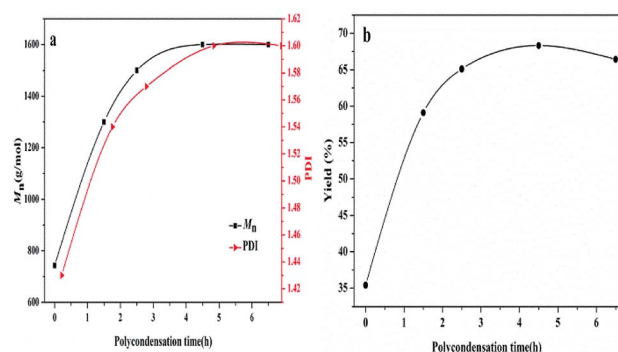 a
1600
1400
1200
1000
800
600
Mn(g/mol)
0 1 2 3 4 5 6
Polycondensation time(h)
1.62
1.60
1.58
1.56
1.54
1.52
1.50
1.48
1.46
1.44
1.42
PDI
Mn
PDI
b
75
70
65
60
55
50
45
40
35
Yield (%)
0 1 2 3 4 5 6
Polycondensation time(h)